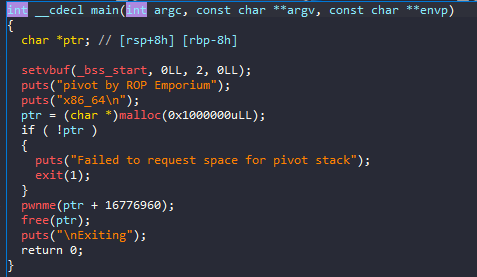 int __cdecl main(int argc, const char **argv, const char **envp)
{
  char *ptr; // [rsp+8h] [rbp-8h]

  setvbuf(_bss_start, 0LL, 2, 0LL);
  puts("pivot by ROP Emporium");
  puts("x86_64\n");
  ptr = (char *)malloc(0x1000000uLL);
  if ( !ptr )
  {
    puts("Failed to request space for pivot stack");
    exit(1);
  }
  pwnme(ptr + 16776960);
  free(ptr);
  puts("\nExiting");
  return 0;
}